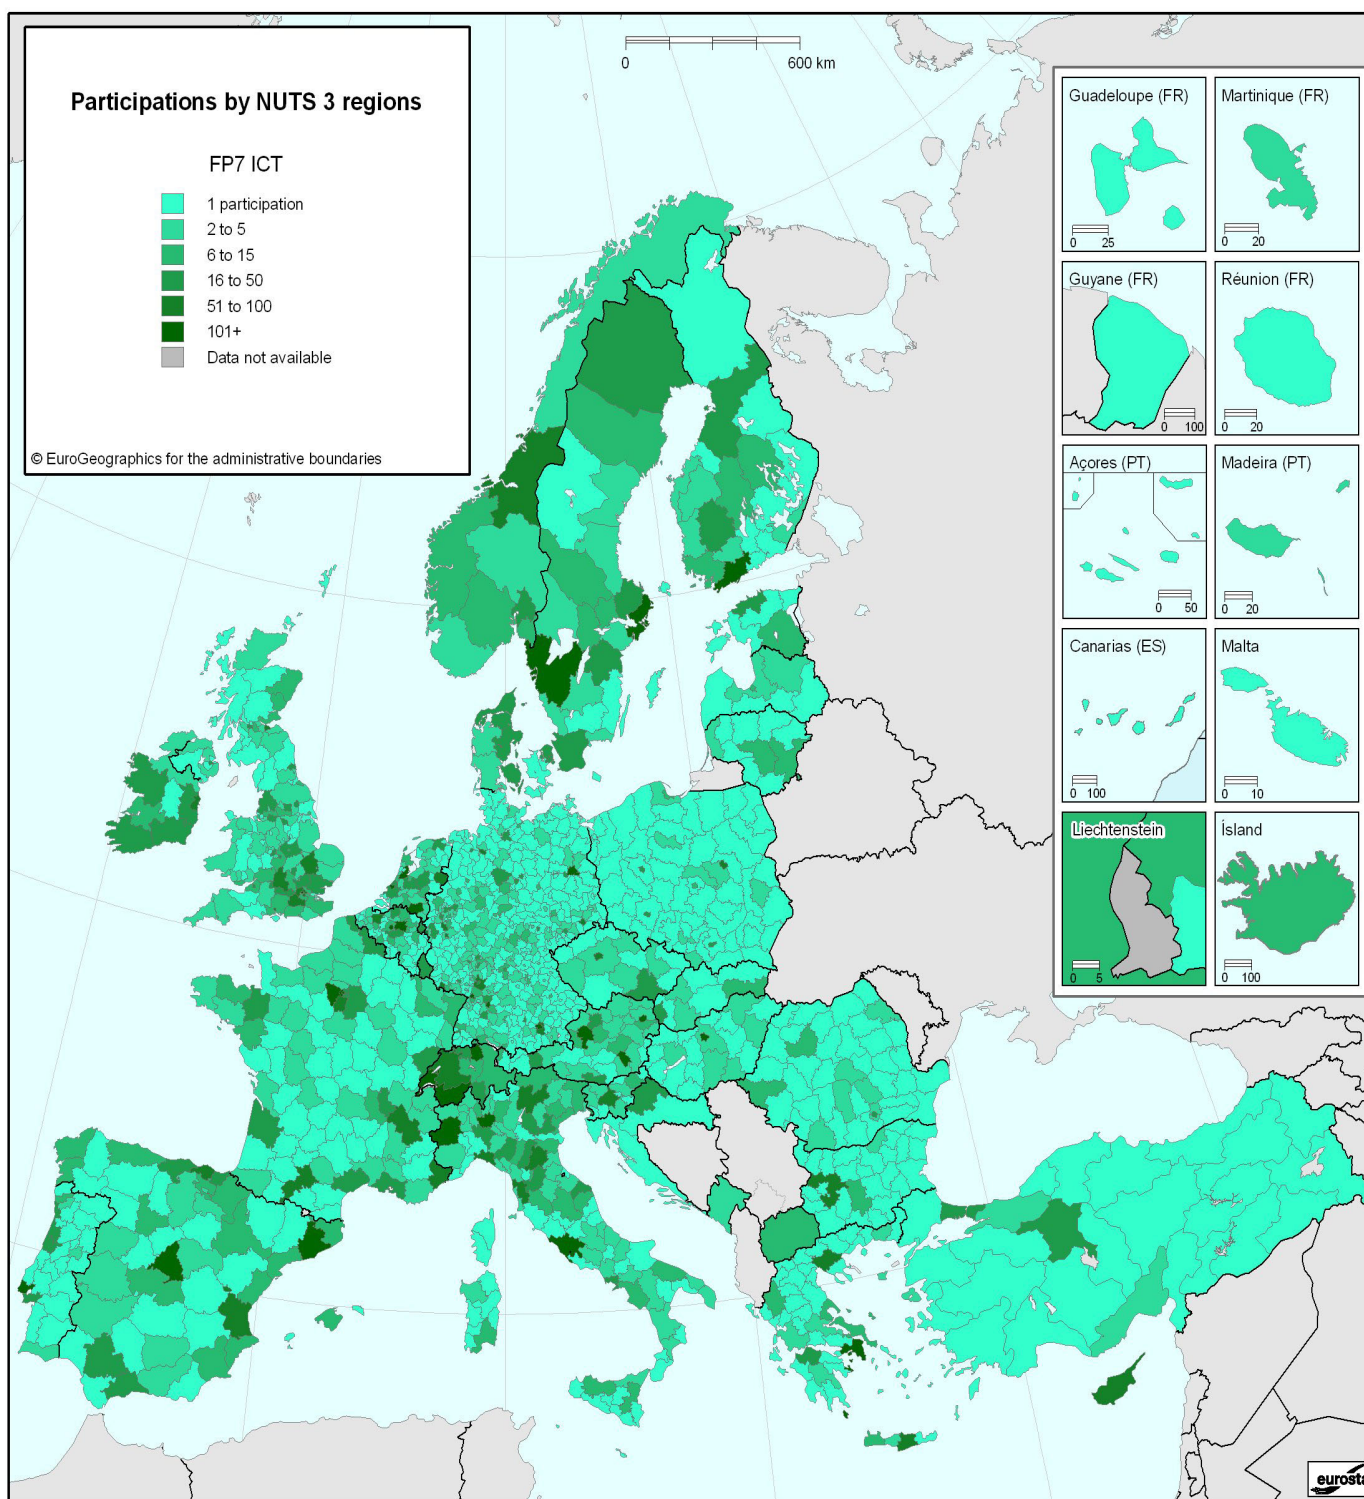 Participations by NUTS 3 regions
FP7 ICT
1 participation
2 to 5
6 to 15
16 to 50
51 to 100
101+
Data not available
© EuroGeographics for the administrative boundaries
0 600 km
Guadeloupe (FR)
0 25
Martinique (FR)
0 20
Guyane (FR)
0 100
Réunion (FR)
0 20
Açores (PT)
0 50
Madeira (PT)
0 20
Canarias (ES)
0 100
Malta
0 10
Liechtenstein
0 5
Ísland
0 100
eurosta